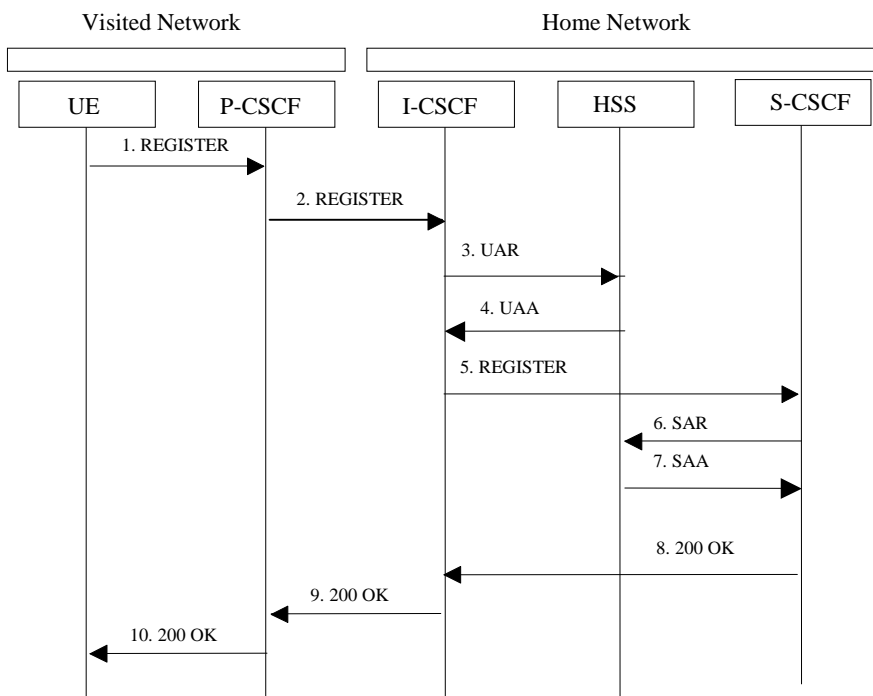 Visited Network
Home Network
UE
P-CSCF
I-CSCF
HSS
S-CSCF
1. REGISTER
2. REGISTER
3. UAR
4. UAA
5. REGISTER
6. SAR
7. SAA
8. 200 OK
9. 200 OK
10. 200 OK